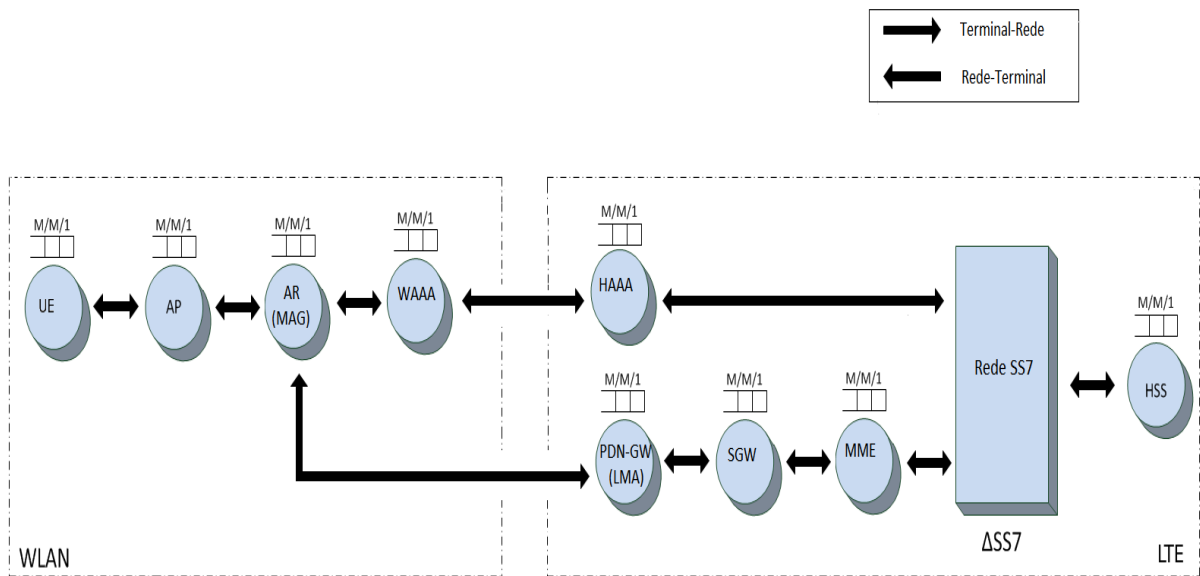 Terminal-Rede
Rede-Terminal
M/M/1
M/M/1
M/M/1
M/M/1
M/M/1
UE
AP
AR
(MAG)
WAAA
HAAA
M/M/1
Rede SS7
HSS
M/M/1
M/M/1
M/M/1
PDN-GW
(LMA)
SGW
MME
ΔSS7
WLAN
LTE